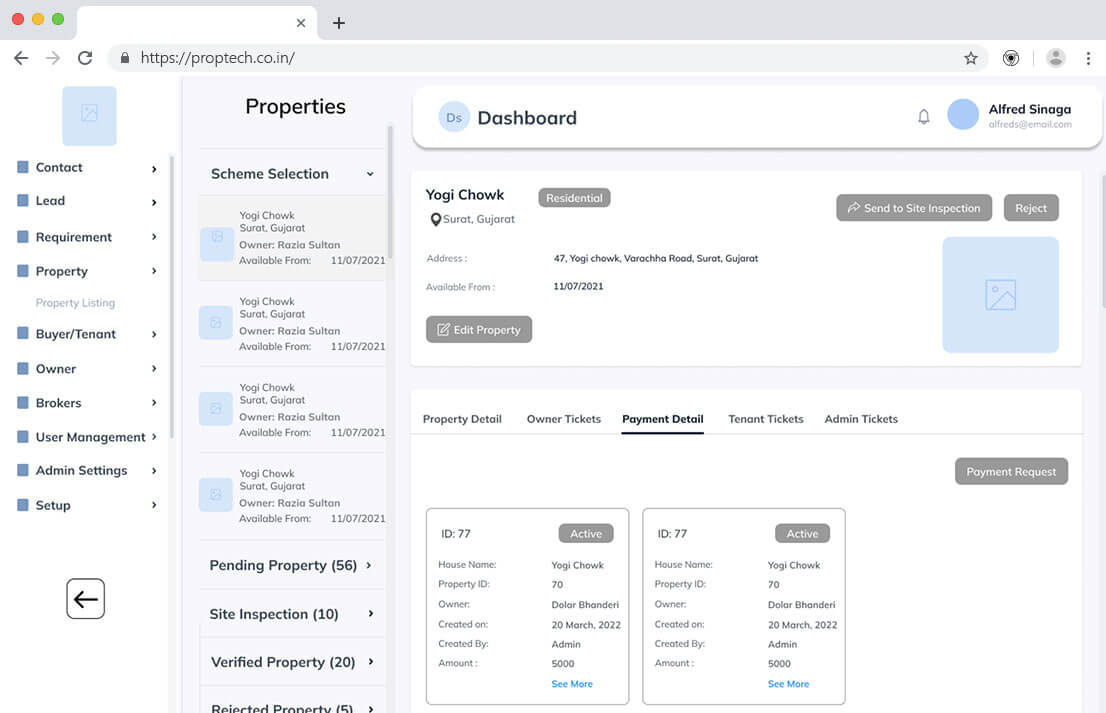 https://proptech.co.in/
Contact
Lead
Requirement
Property
Property Listing
Buyer/Tenant
Owner
Brokers
User Management
Admin Settings
Setup
Properties
Scheme Selection
Yogi Chowk
Surat, Gujarat
Owner: Razia Sultan
Available From: 11/07/2021
Yogi Chowk
Surat, Gujarat
Owner: Razia Sultan
Available From: 11/07/2021
Yogi Chowk
Surat, Gujarat
Owner: Razia Sultan
Available From: 11/07/2021
Yogi Chowk
Surat, Gujarat
Owner: Razia Sultan
Available From: 11/07/2021
Pending Property (56)
Site Inspection (10)
Verified Property (20)
Rejected Property (5)
Ds Dashboard
Alfred Sinaga
alfreds@email.com
Yogi Chowk Residential
Surat, Gujarat
Send to Site Inspection Reject
Address : 47, Yogi chowk, Varachha Road, Surat, Gujarat
Available From : 11/07/2021
Edit Property
Property Detail Owner Tickets Payment Detail Tenant Tickets Admin Tickets
Payment Request
ID: 77 Active
House Name: Yogi Chowk
Property ID: 70
Owner: Dolar Bhanderi
Created on: 20 March, 2022
Created By: Admin
Amount : 5000
See More
ID: 77 Active
House Name: Yogi Chowk
Property ID: 70
Owner: Dolar Bhanderi
Created on: 20 March, 2022
Created By: Admin
Amount : 5000
See More